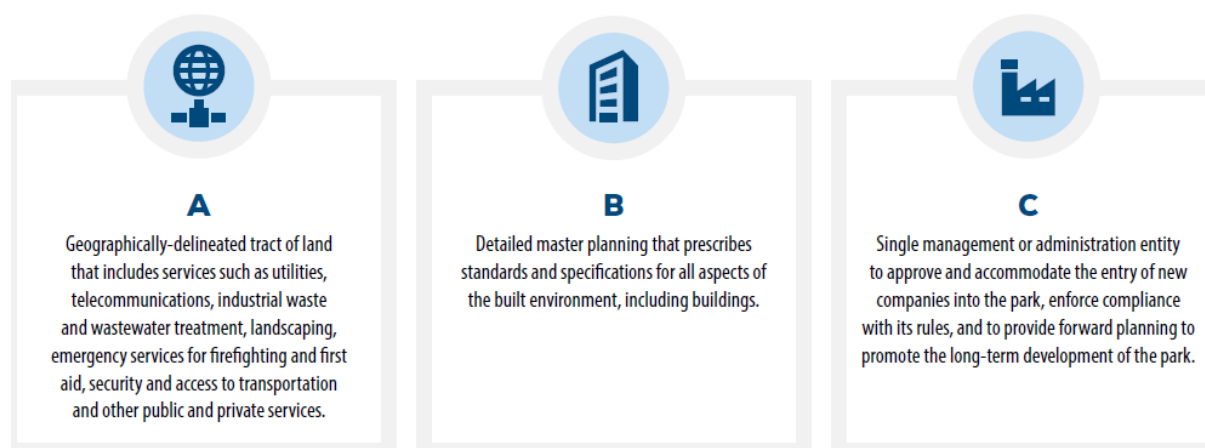 A
Geographically-delineated tract of land
that includes services such as utilities,
telecommunications, industrial waste
and wastewater treatment, landscaping,
emergency services for firefighting and first
aid, security and access to transportation
and other public and private services.
B
Detailed master planning that prescribes
standards and specifications for all aspects of
the built environment, including buildings.
C
Single management or administration entity
to approve and accommodate the entry of new
companies into the park, enforce compliance
with its rules, and to provide forward planning to
promote the long-term development of the park.